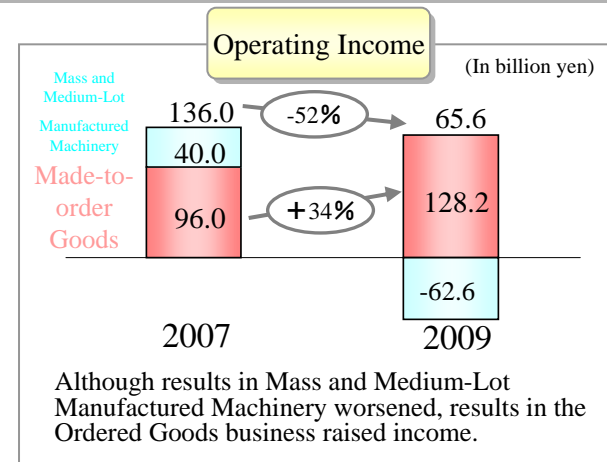 Operating Income
(In billion yen)
Mass and
Medium-Lot
Manufactured
Machinery
Made-to-
order
Goods
136.0
-52%
65.6
40.0
96.0
+34%
128.2
-62.6
2007
2009
Although results in Mass and Medium-Lot
Manufactured Machinery worsened, results in the
Ordered Goods business raised income.